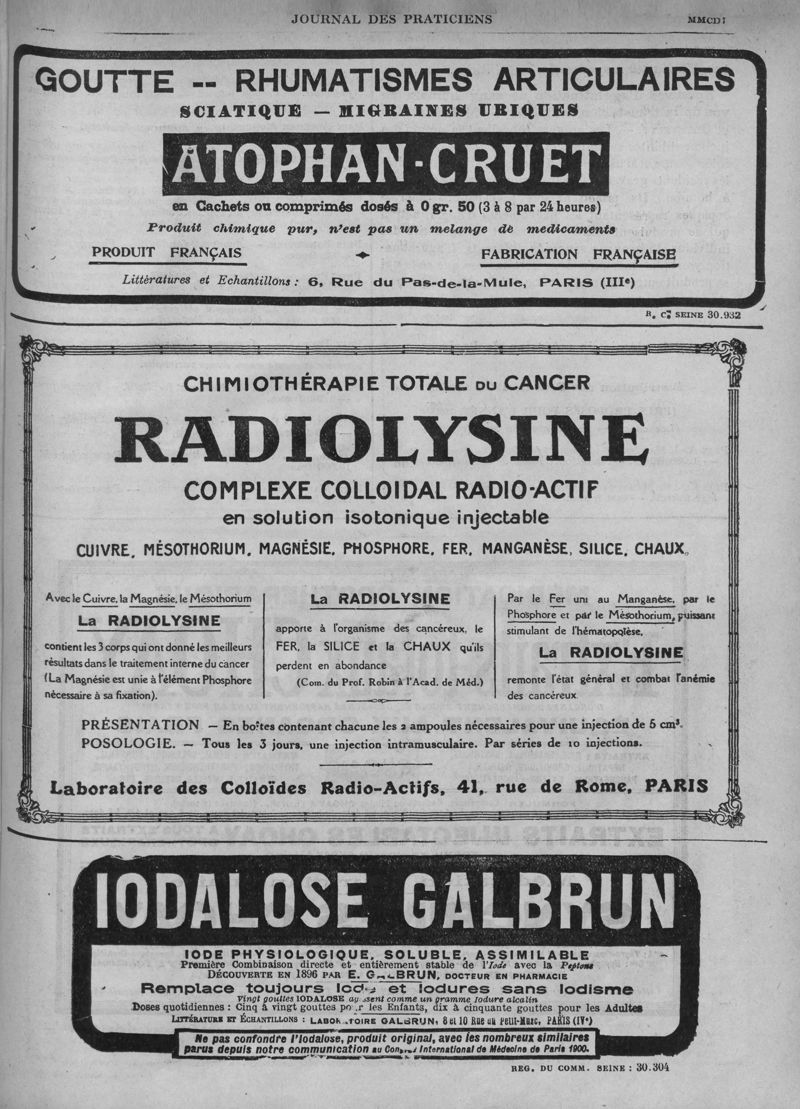 JOURNAL DES PRATICIENS
MMCDI
GOUTTE -- RHUMATISMES ARTICULAIRES
SCIATIQUE — MIGRAINES URIQUES
ATOPHAN-CRUET
en Cachets ou comprimés dosés à 0 gr. 50 (3 à 8 par 24 heures)
Produit chimique pur, n'est pas un melange de medicaments
PRODUIT FRANÇAIS
FABRICATION FRANÇAISE
Littératures et Echantillons : 6, Rue du Pas-de-la-Mule, PARIS (IIIe)
R. C. SEINE 30.932
CHIMIOTHÉRAPIE TOTALE DU CANCER
RADIOLYSINE
COMPLEXE COLLOIDAL RADIO-ACTIF
en solution isotonique injectable
CUIVRE, MÉSOTHORIUM, MAGNÉSIE, PHOSPHORE, FER, MANGANÈSE, SILICE, CHAUX,
Avec le Cuivre, la Magnésie, le Mésothorium
La RADIOLYSINE
contient les 3 corps qui ont donné les meilleurs
résultats dans le traitement interne du cancer
(La Magnésie est unie à l'élément Phosphore
nécessaire à sa fixation).
La RADIOLYSINE
apporte à l'organisme des cancéreux, le
FER, la SILICE et la CHAUX qu'ils
perdent en abondance
(Com. du Prof. Robin à l'Acad. de Méd.)
Par le Fer uni au Manganèse, par le
Phosphore et par le Mésothorium, puissant
stimulant de l'hématopoïèse,
La RADIOLYSINE
remonte l'état général et combat l'anémie
des cancéreux
PRÉSENTATION — En boîtes contenant chacune les 2 ampoules nécessaires pour une injection de 5 cm³.
POSOLOGIE. — Tous les 3 jours, une injection intramusculaire. Par séries de 10 injections.
Laboratoire des Colloïdes Radio-Actifs, 41, rue de Rome, PARIS
IODALOSE GALBRUN
IODE PHYSIOLOGIQUE, SOLUBLE, ASSIMILABLE
Première Combinaison directe et entièrement stable de l'Iode avec la Peptone
DÉCOUVERTE EN 1896 PAR E. GALBRUN, DOCTEUR EN PHARMACIE
Remplace toujours Iode et Iodures sans Iodisme
Vingt gouttes IODALOSE agissent comme un gramme Iodure alcalin
Doses quotidiennes : Cinq à vingt gouttes pour les Enfants, dix à cinquante gouttes pour les Adultes
LITTÉRATURE ET ÉCHANTILLONS : LABORATOIRE GALBRUN, 8 et 10 Rue du Petit-Musc, PARIS (IVe)
Ne pas confondre l'Iodalose, produit original, avec les nombreux similaires
parus depuis notre communication au Congrès International de Médecine de Paris 1900.
REG. DU COMM. SEINE : 30.304